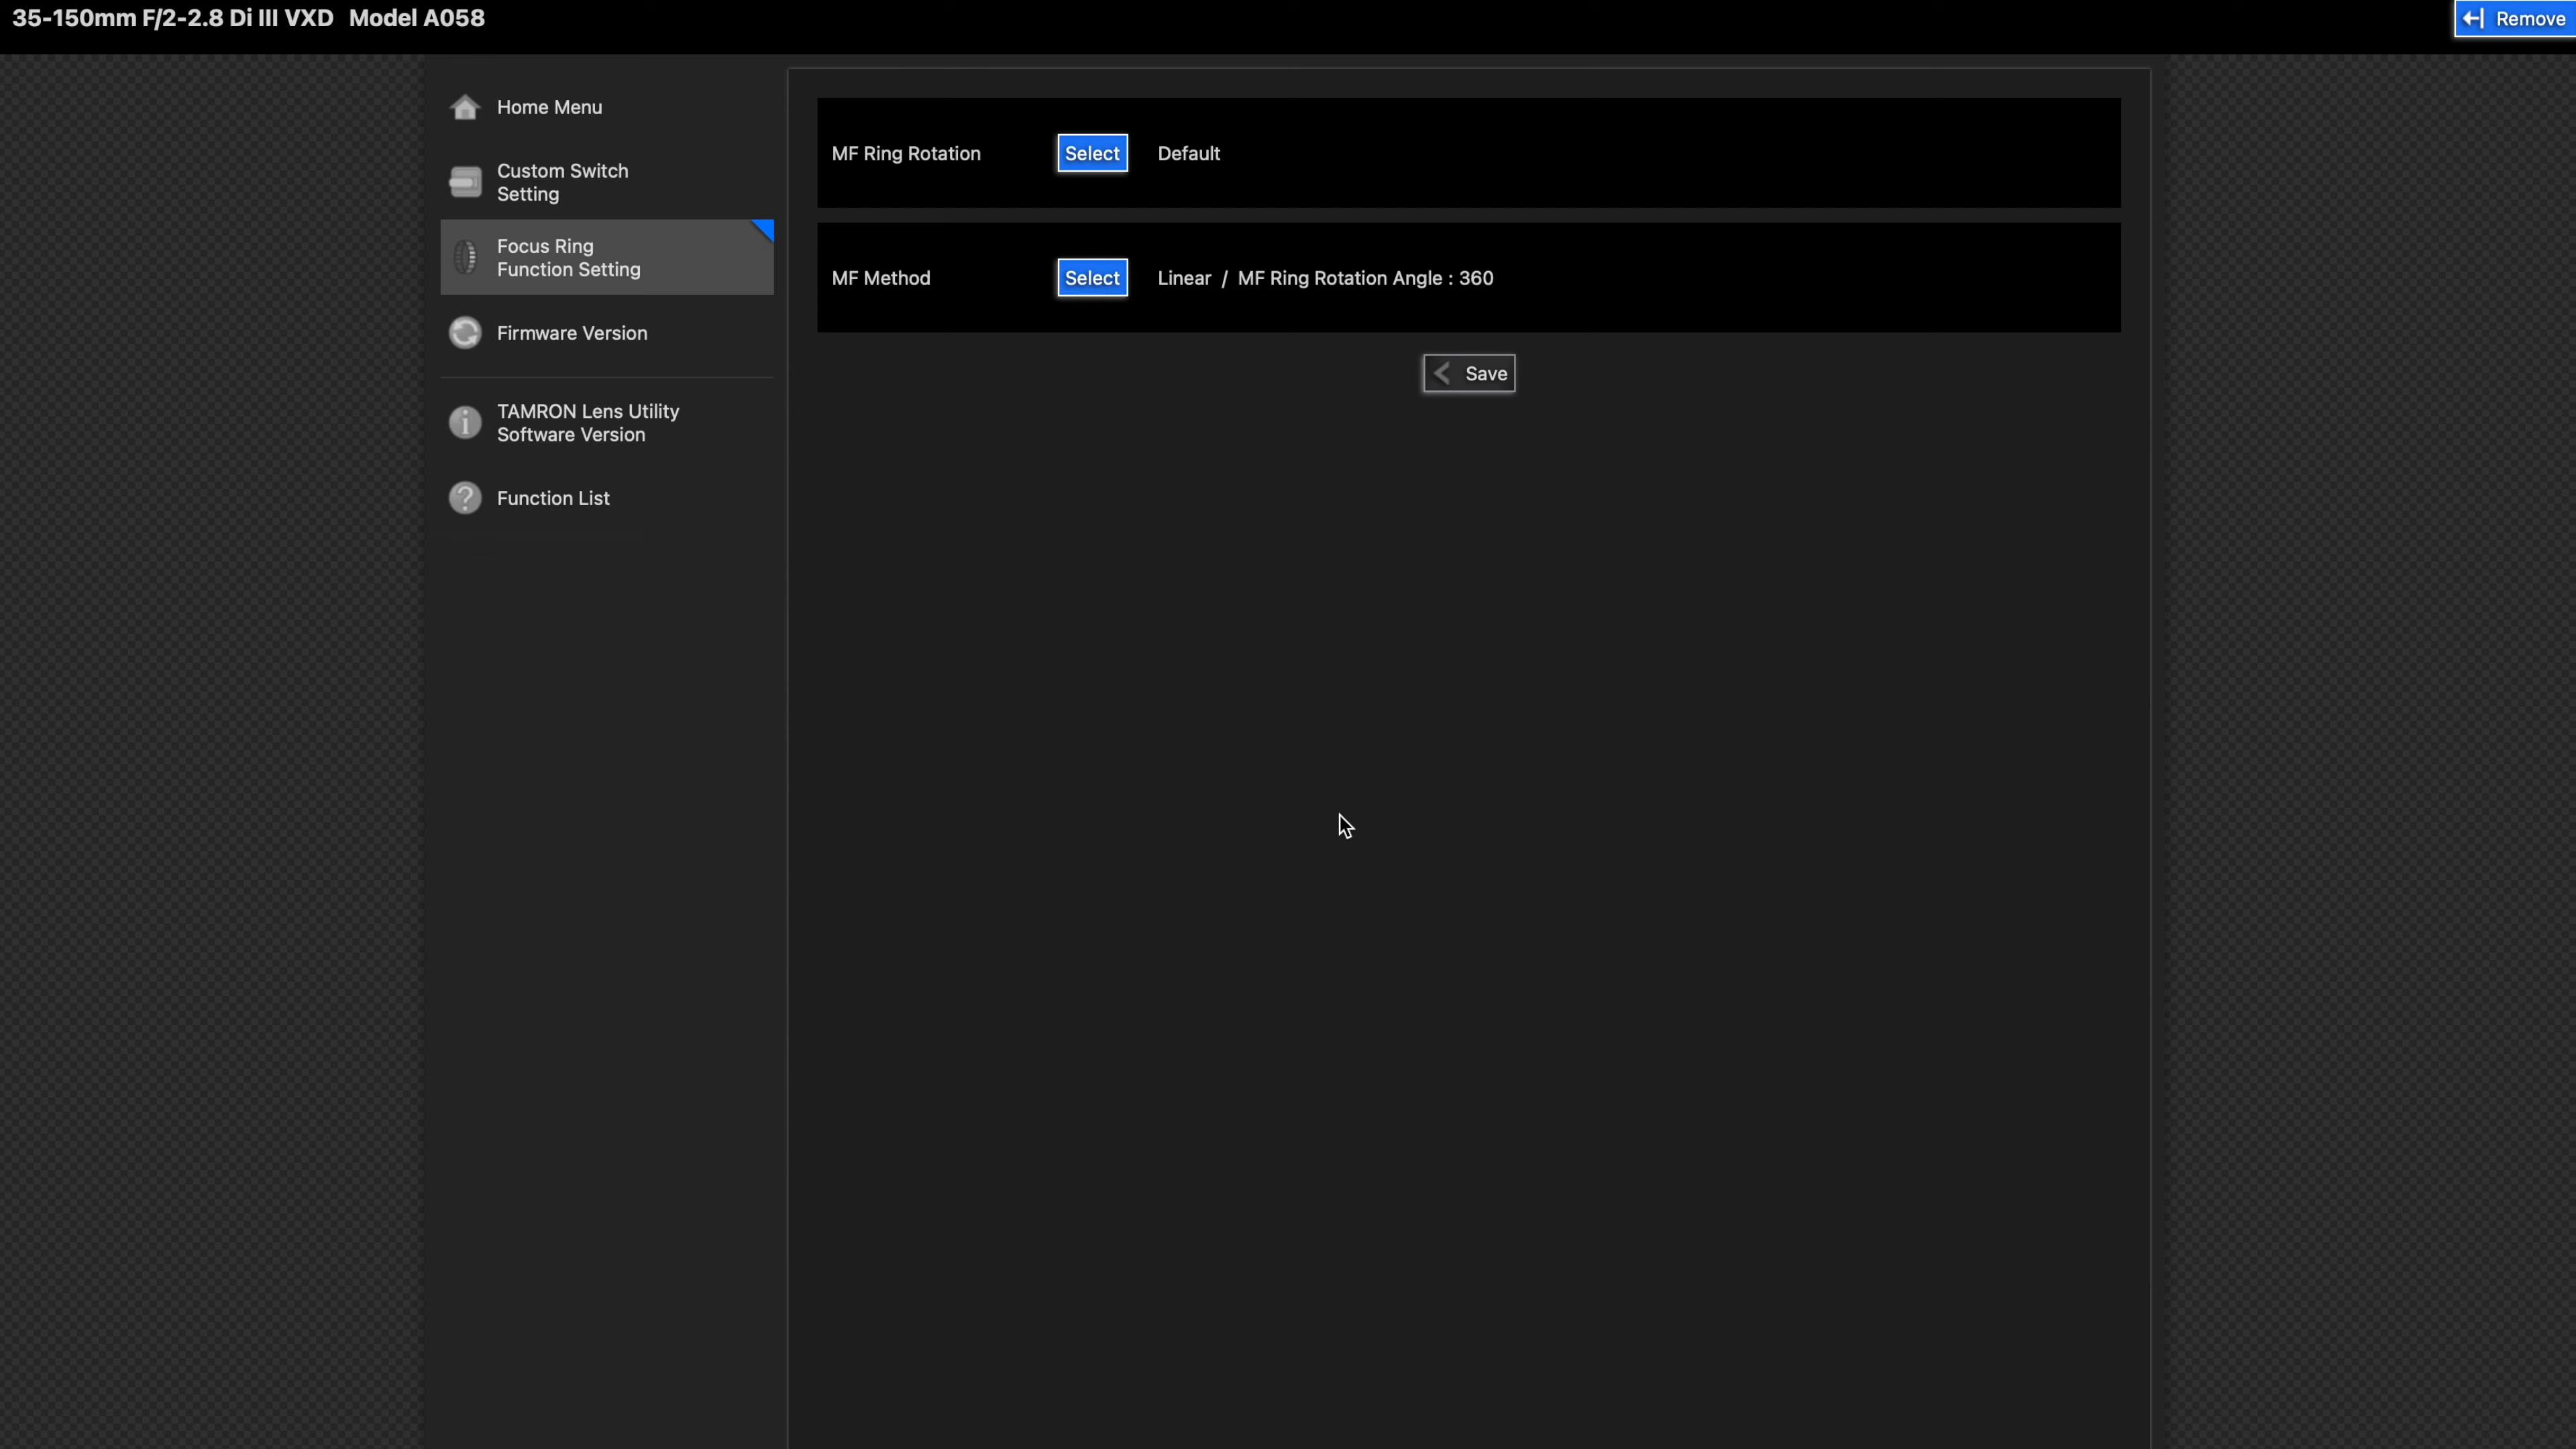 35-150mm F/2-2.8 Di III VXD Model A058
Remove
Home Menu
Custom Switch
Setting
Focus Ring
Function Setting
Firmware Version
TAMRON Lens Utility
Software Version
Function List
MF Ring Rotation Select Default
MF Method Select Linear / MF Ring Rotation Angle : 360
Save